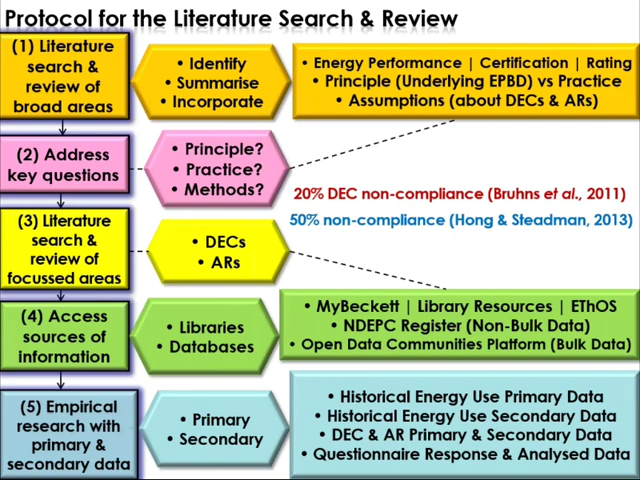 Protocol for the Literature Search & Review
(1) Literature
search &
review of
broad areas
• Identify
• Summarise
• Incorporate
• Energy Performance | Certification | Rating
• Principle (Underlying EPBD) vs Practice
• Assumptions (about DECs & ARs)
(2) Address
key questions
• Principle?
• Practice?
• Methods?
20% DEC non-compliance (Bruhns et al., 2011)
50% non-compliance (Hong & Steadman, 2013)
(3) Literature
search &
review of
focussed areas
• DECs
• ARs
(4) Access
sources of
information
• Libraries
• Databases
• MyBeckett | Library Resources | EThOS
• NDEPC Register (Non-Bulk Data)
• Open Data Communities Platform (Bulk Data)
(5) Empirical
research with
primary &
secondary data
• Primary
• Secondary
• Historical Energy Use Primary Data
• Historical Energy Use Secondary Data
• DEC & AR Primary & Secondary Data
• Questionnaire Response & Analysed Data